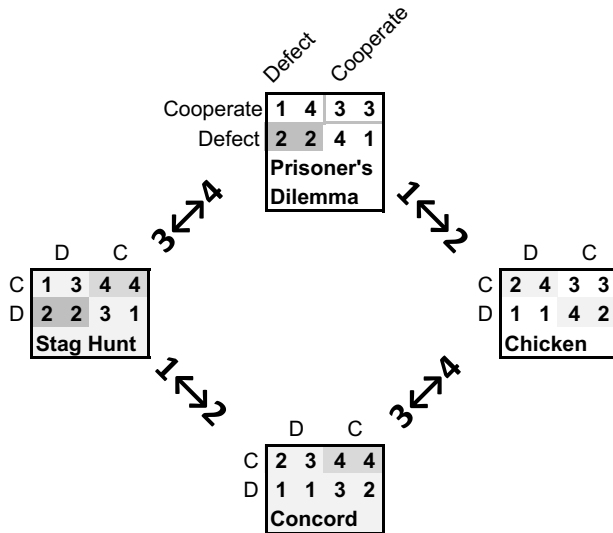 Defect Cooperate
Cooperate 1 4 3 3
Defect 2 2 4 1
Prisoner's
Dilemma
3↔4
1↔2
D C
C 1 3 4 4
D 2 2 3 1
Stag Hunt
D C
C 2 4 3 3
D 1 1 4 2
Chicken
1↔2
3↔4
D C
C 2 3 4 4
D 1 1 3 2
Concord